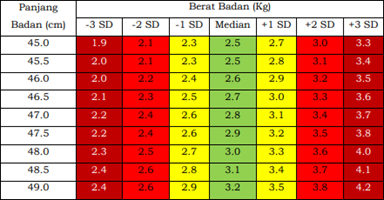 Panjang Badan (cm) Berat Badan (Kg)
-3 SD -2 SD -1 SD Median +1 SD +2 SD +3 SD
45.0 1.9 2.1 2.3 2.5 2.7 3.0 3.3
45.5 2.0 2.1 2.3 2.5 2.8 3.1 3.4
46.0 2.0 2.2 2.4 2.6 2.9 3.2 3.5
46.5 2.1 2.3 2.5 2.7 3.0 3.3 3.6
47.0 2.2 2.4 2.6 2.8 3.1 3.4 3.7
47.5 2.2 2.4 2.6 2.9 3.2 3.5 3.8
48.0 2.3 2.5 2.7 3.0 3.3 3.6 4.0
48.5 2.4 2.6 2.8 3.1 3.4 3.7 4.1
49.0 2.4 2.6 2.9 3.2 3.5 3.8 4.2